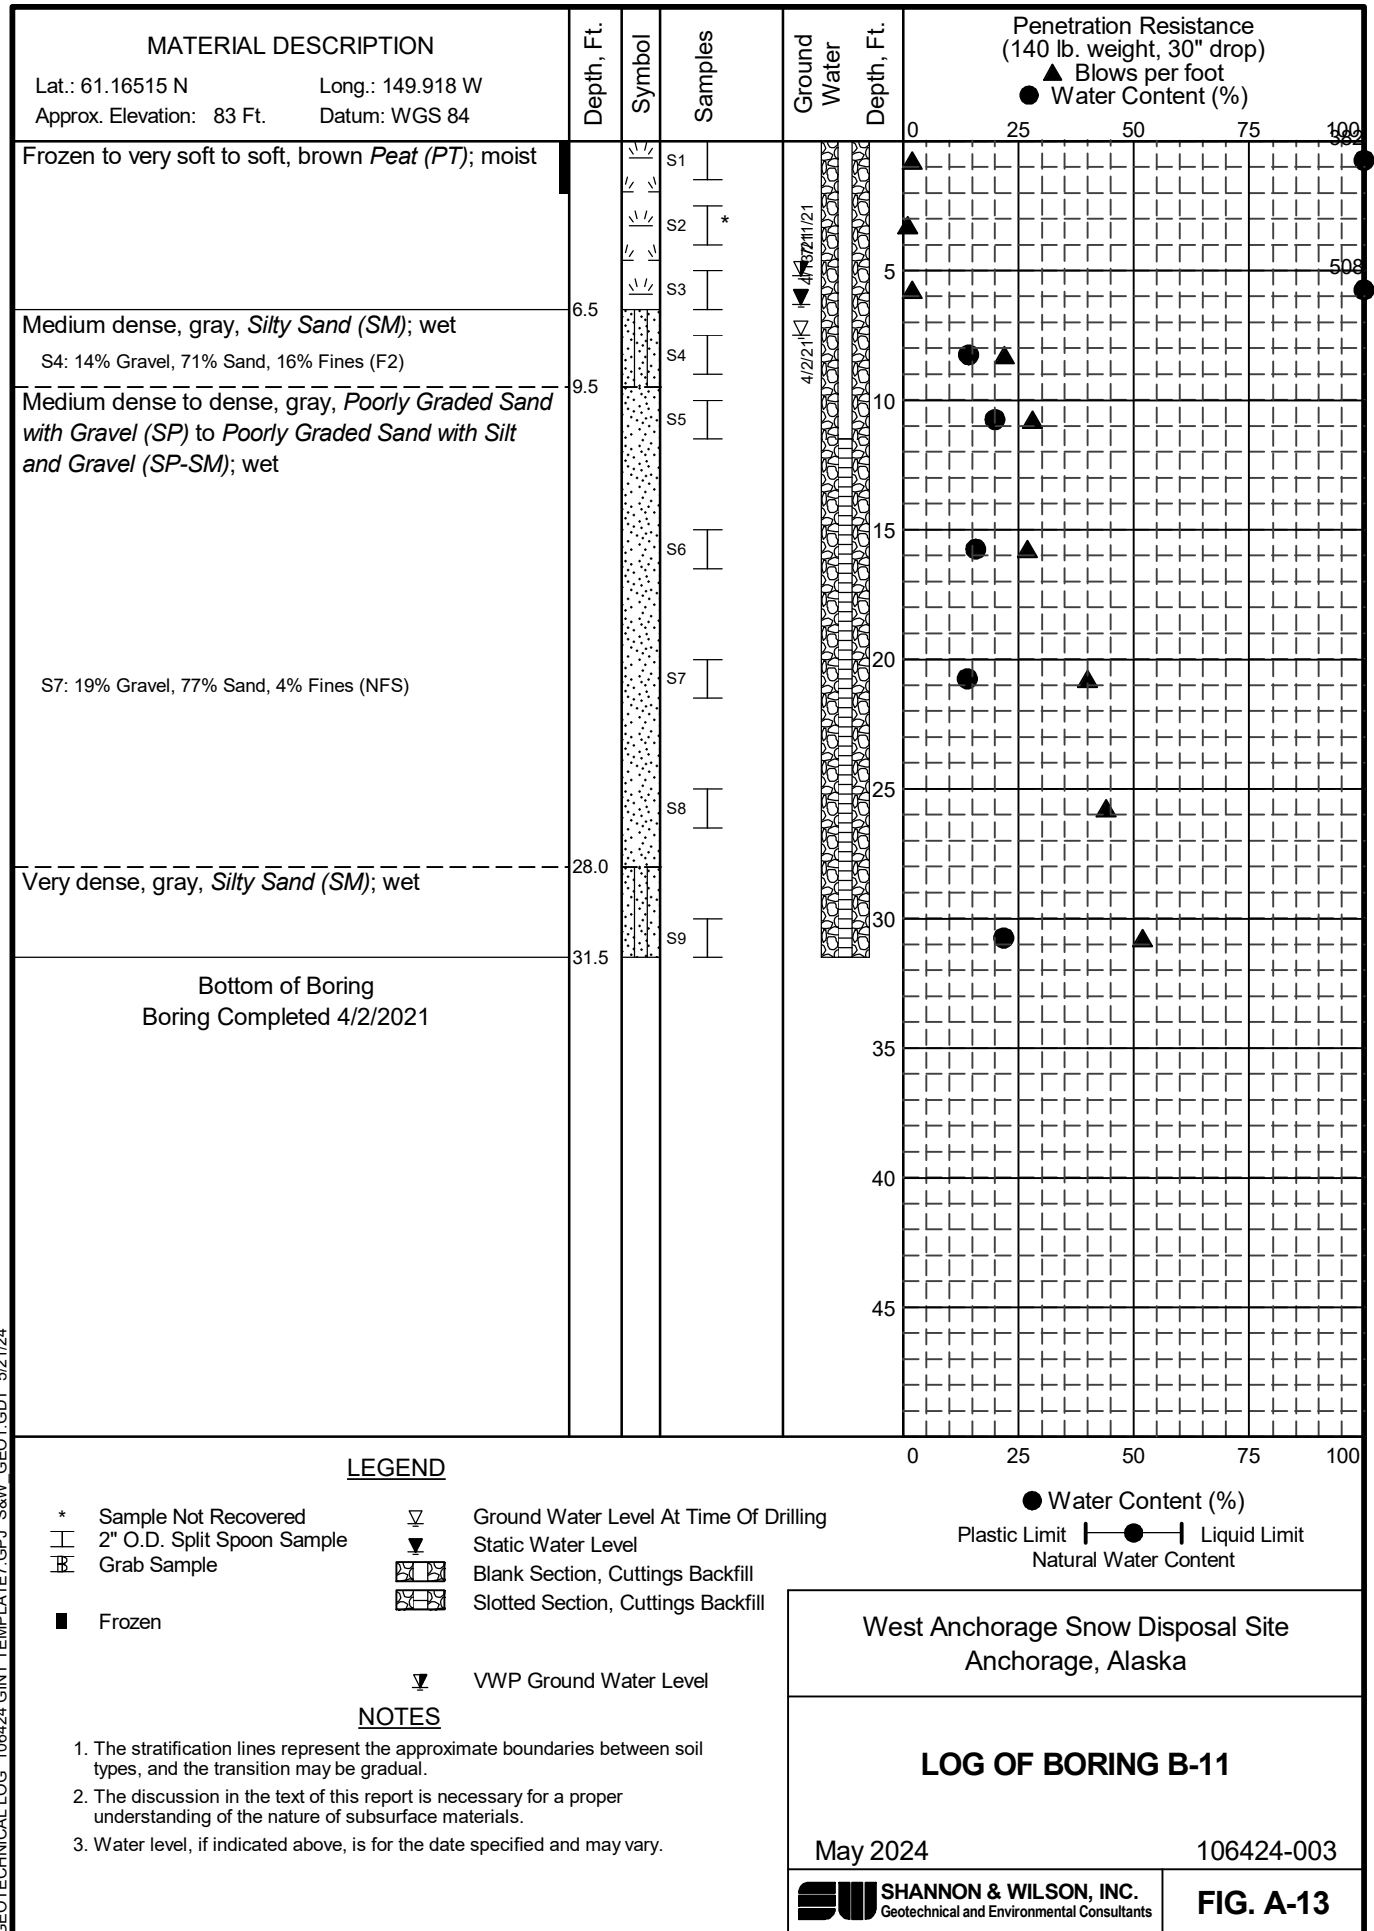 MATERIAL DESCRIPTION
Lat.: 61.16515 N Long.: 149.918 W
Approx. Elevation: 83 Ft. Datum: WGS 84
Depth, Ft.
Symbol
Samples
Ground
Water
Depth, Ft.
Penetration Resistance
(140 lb. weight, 30" drop)
▲ Blows per foot
● Water Content (%)
0 25 50 75 100
382
Frozen to very soft to soft, brown Peat (PT); moist
S1
S2 *
5
508
S3
6.5
Medium dense, gray, Silty Sand (SM); wet
S4: 14% Gravel, 71% Sand, 16% Fines (F2)
S4
4/2/21
9.5
Medium dense to dense, gray, Poorly Graded Sand
with Gravel (SP) to Poorly Graded Sand with Silt
and Gravel (SP-SM); wet
S5
10
15
S6
20
S7: 19% Gravel, 77% Sand, 4% Fines (NFS)
S7
25
S8
28.0
Very dense, gray, Silty Sand (SM); wet
30
S9
31.5
Bottom of Boring
Boring Completed 4/2/2021
35
40
45
0 25 50 75 100
LEGEND
* Sample Not Recovered
2" O.D. Split Spoon Sample
B Grab Sample
Frozen
Ground Water Level At Time Of Drilling
Static Water Level
Blank Section, Cuttings Backfill
Slotted Section, Cuttings Backfill
VWP Ground Water Level
● Water Content (%)
Plastic Limit Liquid Limit
Natural Water Content
NOTES
1. The stratification lines represent the approximate boundaries between soil
types, and the transition may be gradual.
2. The discussion in the text of this report is necessary for a proper
understanding of the nature of subsurface materials.
3. Water level, if indicated above, is for the date specified and may vary.
West Anchorage Snow Disposal Site
Anchorage, Alaska
LOG OF BORING B-11
May 2024 106424-003
SHANNON & WILSON, INC.
Geotechnical and Environmental Consultants
FIG. A-13
GEOTECHNICAL LOG 106424 GINT TEMPLATE7.GPJ S&W_GEO1.GDT 5/21/24